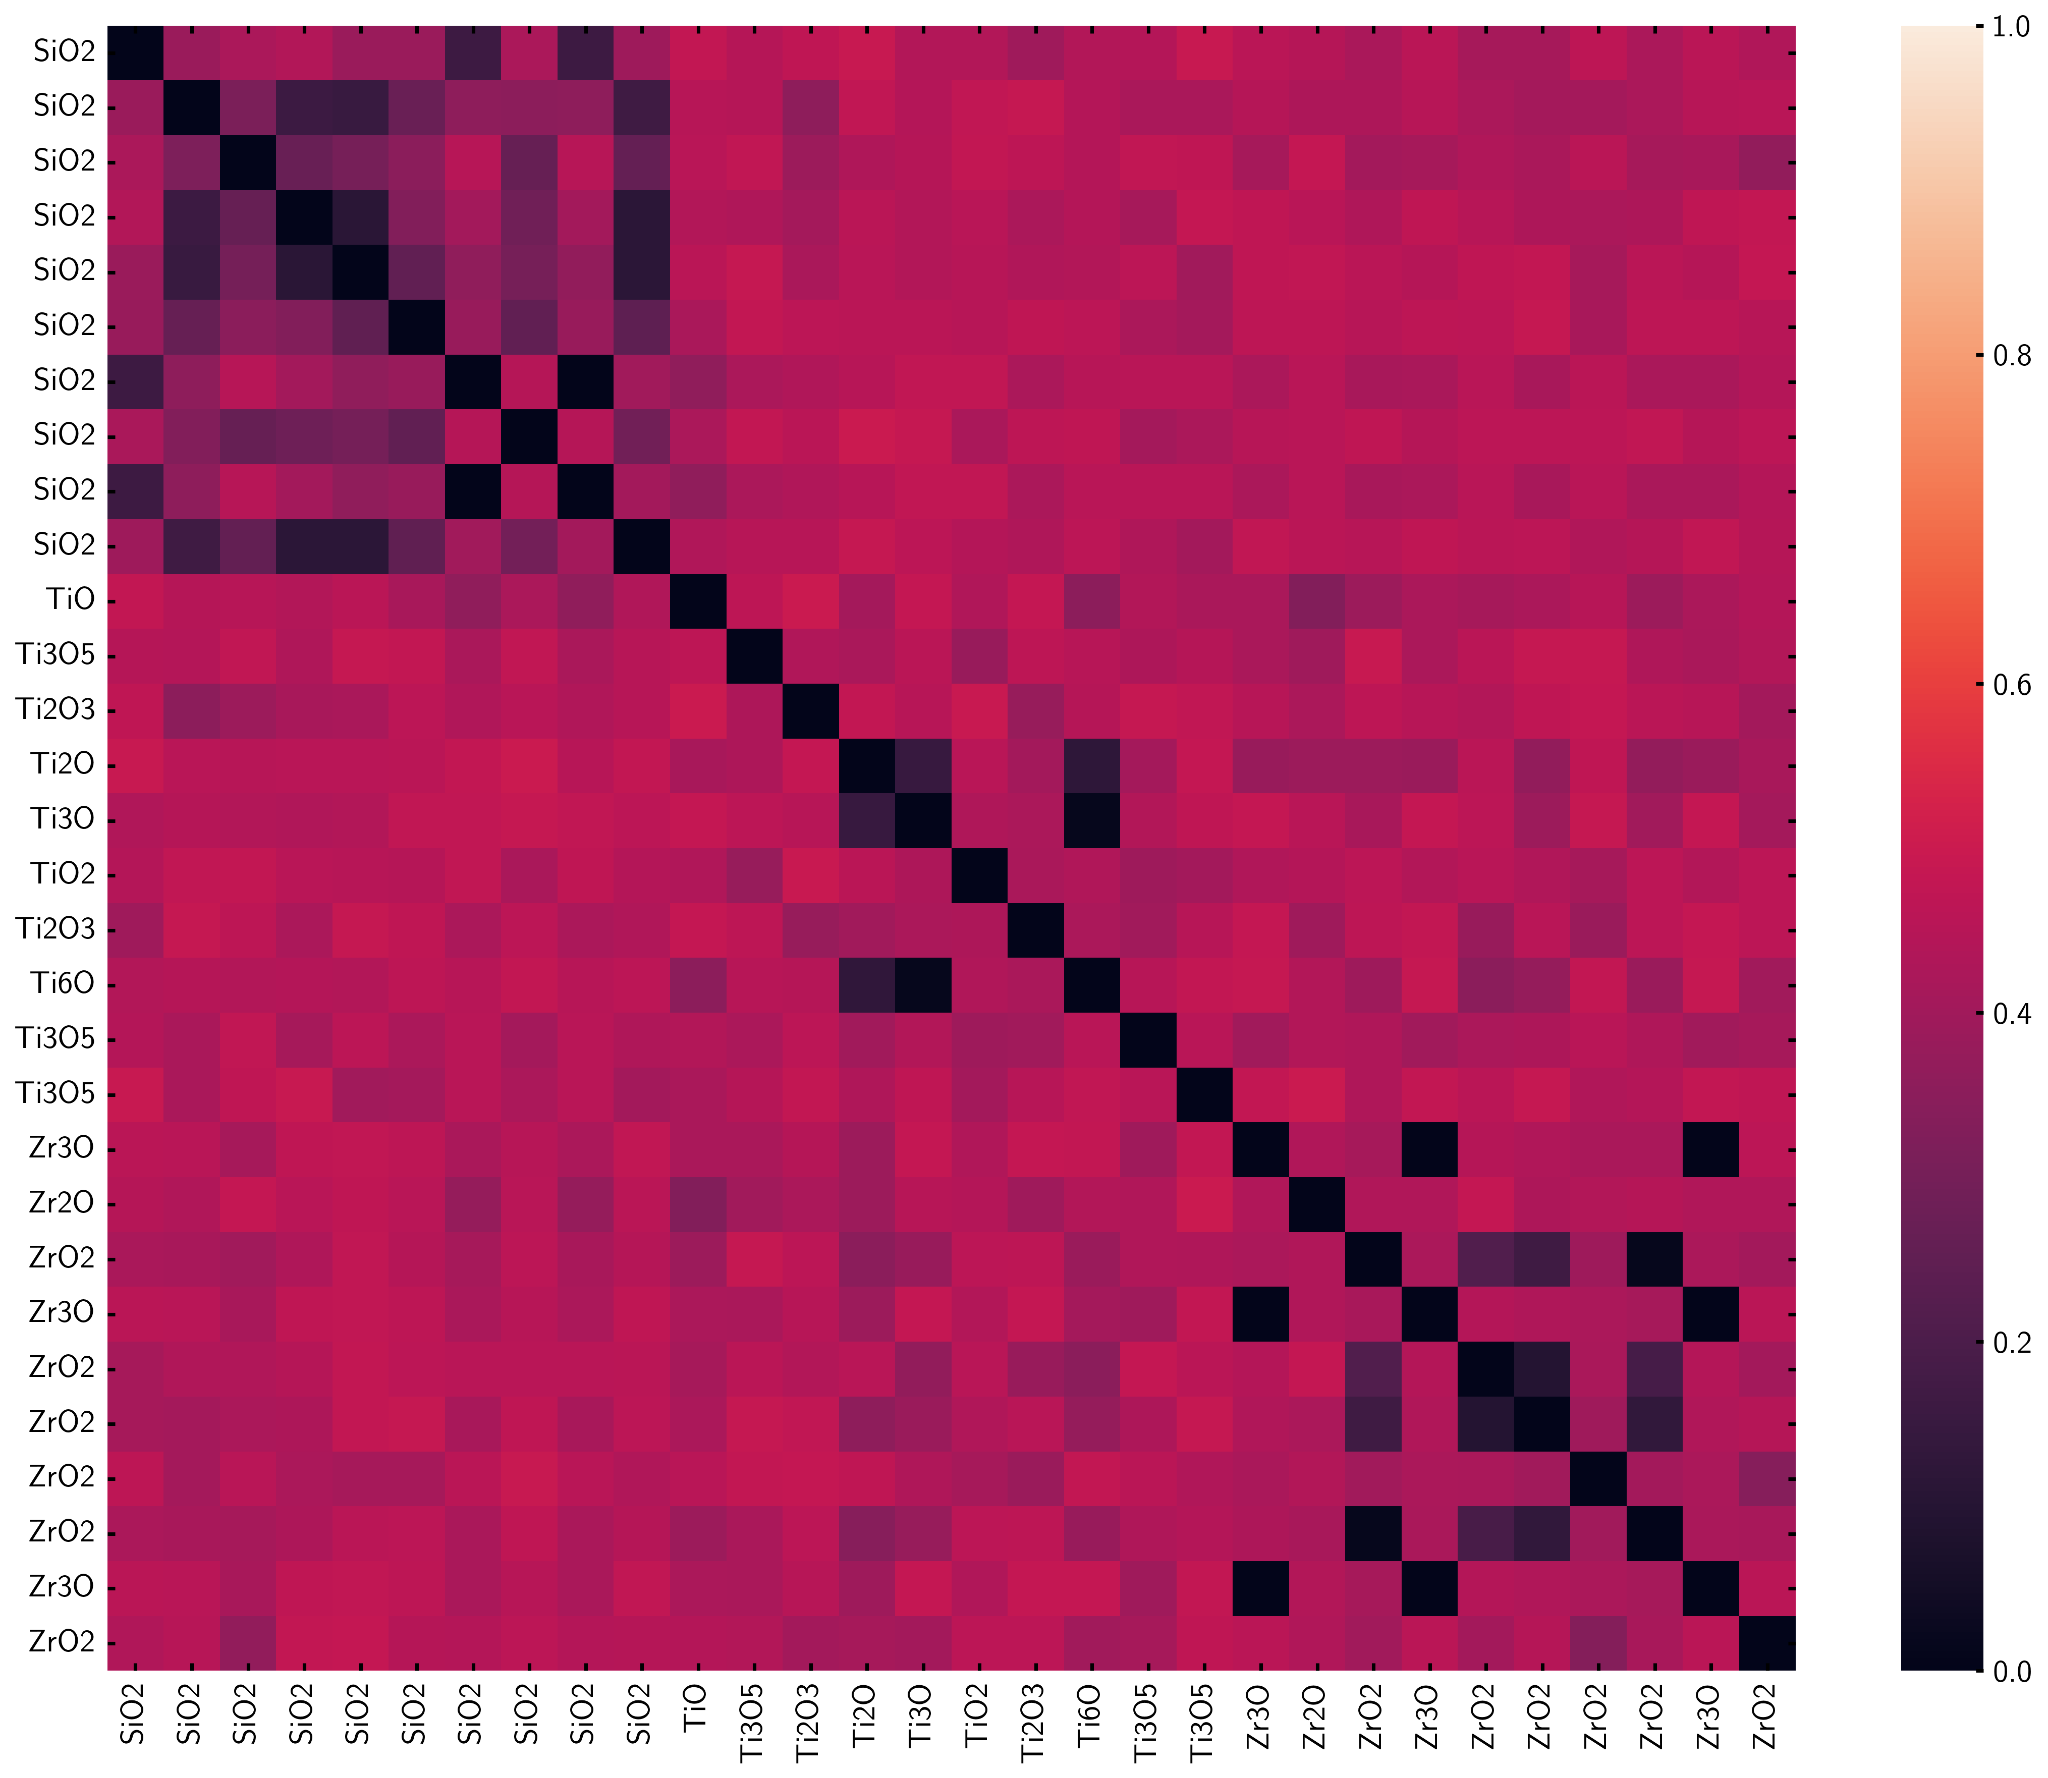 SiO2
SiO2
SiO2
SiO2
SiO2
SiO2
SiO2
SiO2
SiO2
SiO2
TiO
Ti3O5
Ti2O3
Ti2O
Ti3O
TiO2
Ti2O3
Ti6O
Ti3O5
Ti3O5
Zr3O
Zr2O
ZrO2
Zr3O
ZrO2
ZrO2
ZrO2
ZrO2
Zr3O
ZrO2
SiO2
SiO2
SiO2
SiO2
SiO2
SiO2
SiO2
SiO2
SiO2
SiO2
TiO
Ti3O5
Ti2O3
Ti2O
Ti3O
TiO2
Ti2O3
Ti6O
Ti3O5
Ti3O5
Zr3O
Zr2O
ZrO2
Zr3O
ZrO2
ZrO2
ZrO2
ZrO2
Zr3O
ZrO2
1.0
0.8
0.6
0.4
0.2
0.0